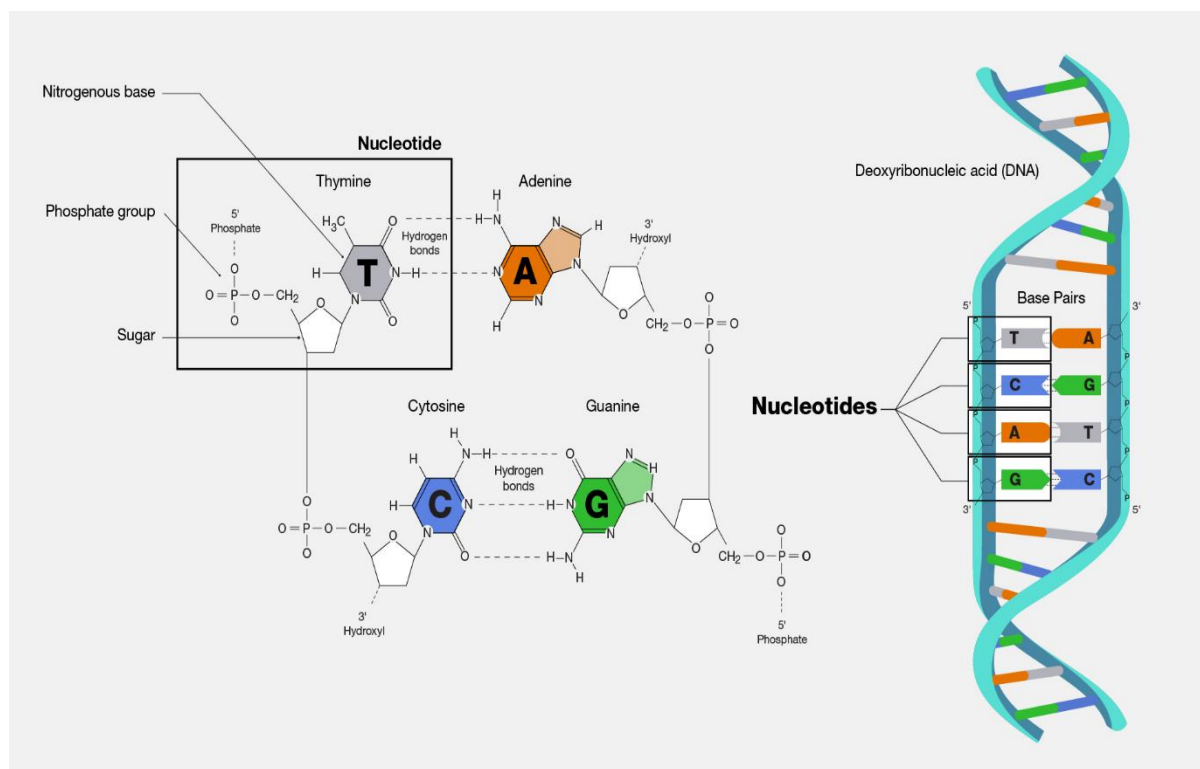 Nitrogenous base
Nucleotide
Deoxyribonucleic acid (DNA)
Thymine
Adenine
Phosphate group
5'
Phosphate
H₃C
O
Hydrogen
bonds
H
H–N
N
H
3'
Hydroxyl
O
O=P–O–CH₂
O
H
T
N–H
N
A
N
N
O
N
O
H
O
CH₂–O–P=O
O
O
Sugar
5'
Base Pairs
3'
P
T
A
P
C
G
P
A
T
P
G
C
P
P
P
P
3'
5'
Nucleotides
Cytosine
Guanine
H
N–H
Hydrogen
bonds
O
N
H
H
H
C
N
H–N
G
N
N
N
O
H–N
H
O
O=P–O–CH₂
O
O
O
CH₂–O–P=O
O
O
3'
Hydroxyl
5'
Phosphate